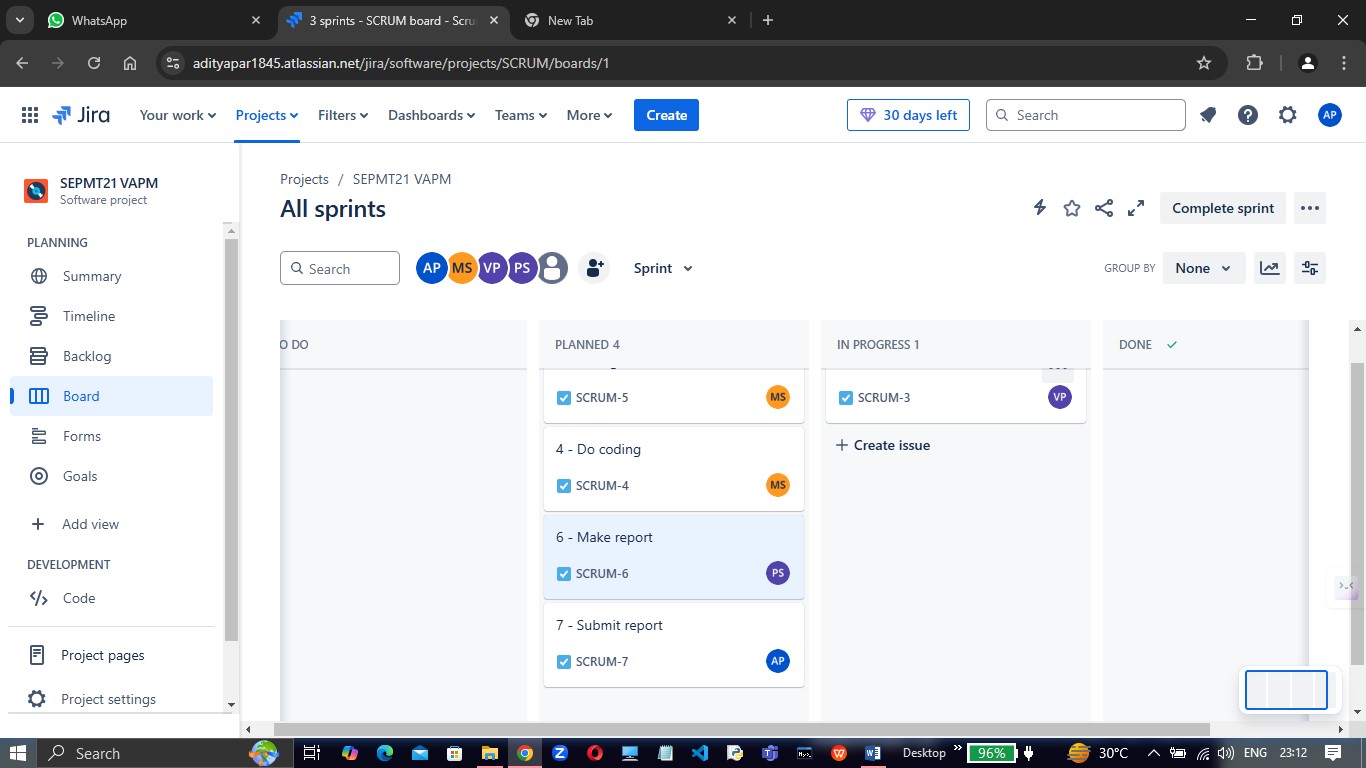 WhatsApp
3 sprints - SCRUM board - Scru
New Tab
adityapar1845.atlassian.net/jira/software/projects/SCRUM/boards/1
Jira
Your work
Projects
Filters
Dashboards
Teams
More
Create
30 days left
Search
AP
SEPMT21 VAPM
Software project
PLANNING
Summary
Timeline
Backlog
Board
Forms
Goals
Add view
DEVELOPMENT
Code
Project pages
Project settings
Projects / SEPMT21 VAPM
All sprints
Complete sprint
Search
AP MS VP PS
Sprint
GROUP BY
None
O DO
PLANNED 4
SCRUM-5
MS
4 - Do coding
SCRUM-4
MS
6 - Make report
SCRUM-6
PS
7 - Submit report
SCRUM-7
AP
IN PROGRESS 1
SCRUM-3
VP
Create issue
DONE
Search
Desktop
96%
30°C
ENG
23:12